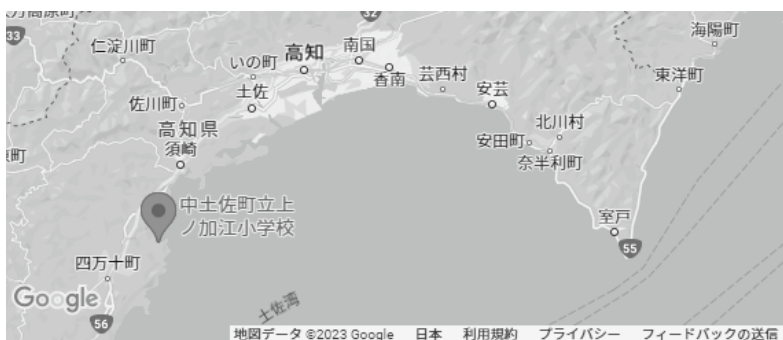 32
33
仁淀川町
いの町
高知
南国
香南
芸西村
安芸
海陽町
東洋町
佐川町
土佐
高知県
須崎
安田町
北川村
奈半利町
中土佐町立上
ノ加江小学校
室戸
55
四万十町
Google
土佐湾
56
地図データ ©2023 Google 日本 利用規約 プライバシー フィードバックの送信